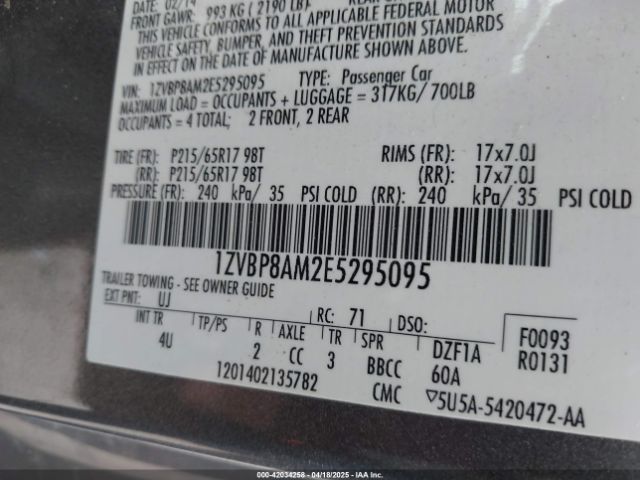 DATE: 02/14
FRONT GAWR: 993 KG ( 2190 LB)
THIS VEHICLE CONFORMS TO ALL APPLICABLE FEDERAL MOTOR
VEHICLE SAFETY, BUMPER, AND THEFT PREVENTION STANDARDS
IN EFFECT ON THE DATE OF MANUFACTURE SHOWN ABOVE.
VIN: 1ZVBP8AM2E5295095 TYPE: Passenger Car
MAXIMUM LOAD = OCCUPANTS + LUGGAGE = 317KG/ 700LB
OCCUPANTS = 4 TOTAL; 2 FRONT, 2 REAR
TIRE (FR): P215/65R17 98T RIMS (FR): 17x7.0J
(RR): P215/65R17 98T (RR): 17x7.0J
PRESSURE (FR): 240 kPa/ 35 PSI COLD (RR): 240 kPa/ 35 PSI COLD
1ZVBP8AM2E5295095
TRAILER TOWING - SEE OWNER GUIDE
EXT PNT: UJ RC: 71 DSO: F0093
INT TR TP/PS R AXLE TR SPR DZF1A R0131
4U 2 CC 3 BBCC 60A
1201402135782 CMC ▽5U5A-5420472-AA
000-42034258 - 04/18/2025 - IAA Inc.